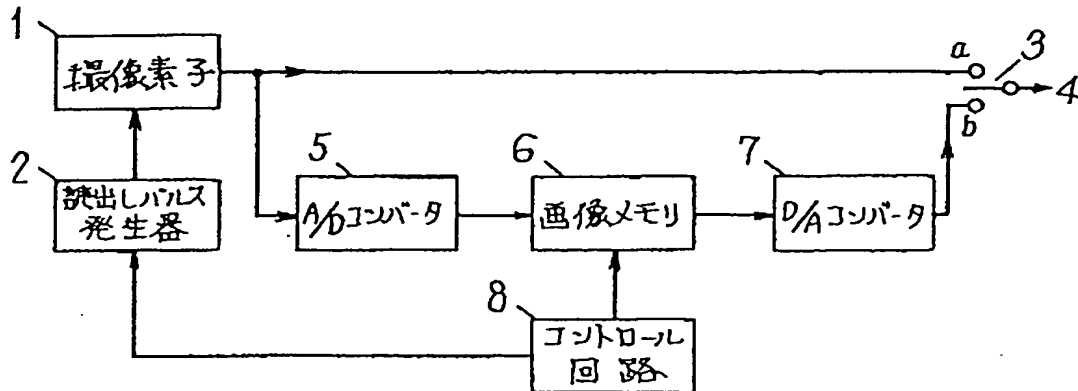 1
撮像素子
a
3
4
b
2
読出しパルス
発生器
5
A/Dコンバータ
6
画像メモリ
7
D/Aコンバータ
8
コントロール
回路